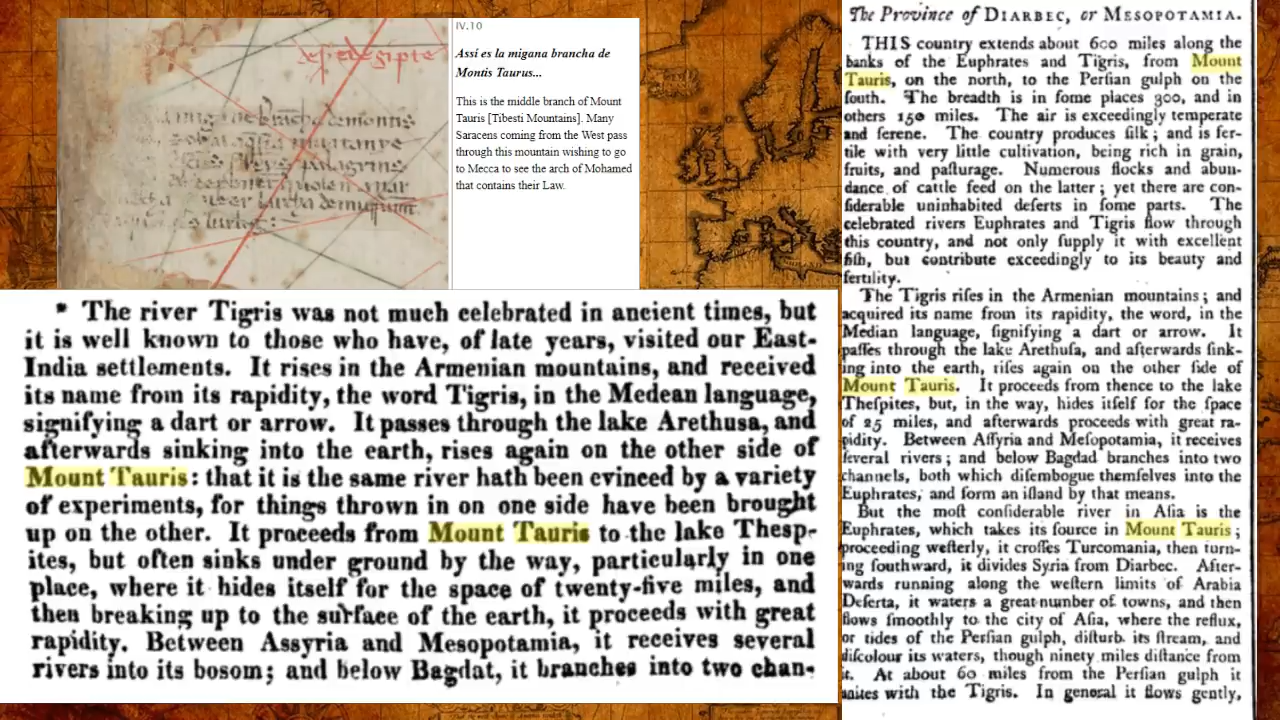 a si es de egipte
IV.10
Assi es la migana brancha de
Montis Taurus...
This is the middle branch of Mount
Tauris [Tibesti Mountains]. Many
Saracens coming from the West pass
through this mountain wishing to go
to Mecca to see the arch of Mohamed
that contains their Law.
* The river Tigris was not much celebrated in ancient times, but
it is well known to those who have, of late years, visited our East-
India settlements. It rises in the Armenian mountains, and received
its name from its rapidity, the word Tigris, in the Medean language,
signifying a dart or arrow. It passes through the lake Arethusa, and
afterwards sinking into the earth, rises again on the other side of
Mount Tauris: that it is the same river hath been evinced by a variety
of experiments, for things thrown in on one side have been brought
up on the other. It proceeds from Mount Tauris to the lake Thesp-
ites, but often sinks under ground by the way, particularly in one
place, where it hides itself for the space of twenty-five miles, and
then breaking up to the surface of the earth, it proceeds with great
rapidity. Between Assyria and Mesopotamia, it receives several
rivers into its bosom; and below Bagdat, it branches into two chan-
The Province of DIARBEC, or MESOPOTAMIA.
THIS country extends about 600 miles along the
banks of the Euphrates and Tigris, from Mount
Tauris, on the north, to the Perſian gulph on the
ſouth. The breadth is in ſome places 300, and in
others 150 miles. The air is exceedingly temperate
and ſerene. The country produces ſilk; and is fer-
tile with very little cultivation, being rich in grain,
fruits, and paſturage. Numerous flocks and abun-
dance of cattle feed on the latter; yet there are con-
ſiderable uninhabited deſerts in ſome parts. The
celebrated rivers Euphrates and Tigris flow through
this country, and not only ſupply it with excellent
fiſh, but contribute exceedingly to its beauty and
fertility.
The Tigris riſes in the Armenian mountains; and
acquired its name from its rapidity, the word, in the
Median language, ſignifying a dart or arrow. It
paſſes through the lake Arethuſa, and afterwards ſink-
ing into the earth, riſes again on the other ſide of
Mount Tauris. It proceeds from thence to the lake
Theſpites, but, in the way, hides itſelf for the ſpace
of 25 miles, and afterwards proceeds with great ra-
pidity. Between Aſſyria and Meſopotamia, it receives
ſeveral rivers; and below Bagdad branches into two
channels, both which diſembogue themſelves into the
Euphrates, and form an iſland by that means.
But the moſt conſiderable river in Aſia is the
Euphrates, which takes its ſource in Mount Tauris;
proceeding weſterly, it croſſes Turcomania, then turn-
ing ſouthward, it divides Syria from Diarbec. After-
wards running along the weſtern limits of Arabia
Deſerta, it waters a great number of towns, and then
flows ſmoothly to the city of Aſia, where the reflux,
or tides of the Perſian gulph, diſturb its ſtream, and
diſcolour its waters, though ninety miles diſtance from
it. At about 60 miles from the Perſian gulph it
unites with the Tigris. In general it flows gently,